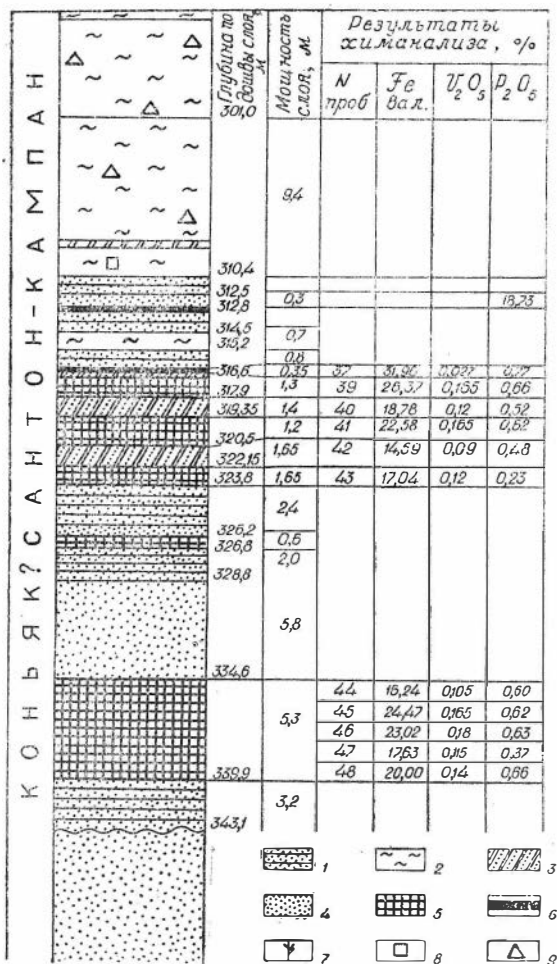 КОНЬЯК? САНТОН-КАМПАН
Глубина по
дошвы слоя,
м
Мощность
слоя, м
Результаты
химанализа, %
N
проб
Fe
вал.
V₂O₅
P₂O₅
301,0
9,4
310,4
312,5
312,8 0,3 18,73
314,5
315,2 0,7
0,8
316,6 0,35 37 0,77
317,9 1,3 39 26,37 0,155 0,66
319,35 1,4 40 18,78 0,12 0,52
320,5 1,2 41 22,58 0,165 0,62
322,15 1,65 42 14,59 0,09 0,48
323,8 1,65 43 17,04 0,12 0,23
2,4
326,2
326,8 0,6
328,8 2,0
5,8
334,6
44 16,24 0,105 0,60
45 24,47 0,165 0,62
5,3 46 23,02 0,18 0,63
47 17,63 0,115 0,37
339,9 48 20,00 0,14 0,66
3,2
343,1
1 2 3
4 5 6
7 8 9